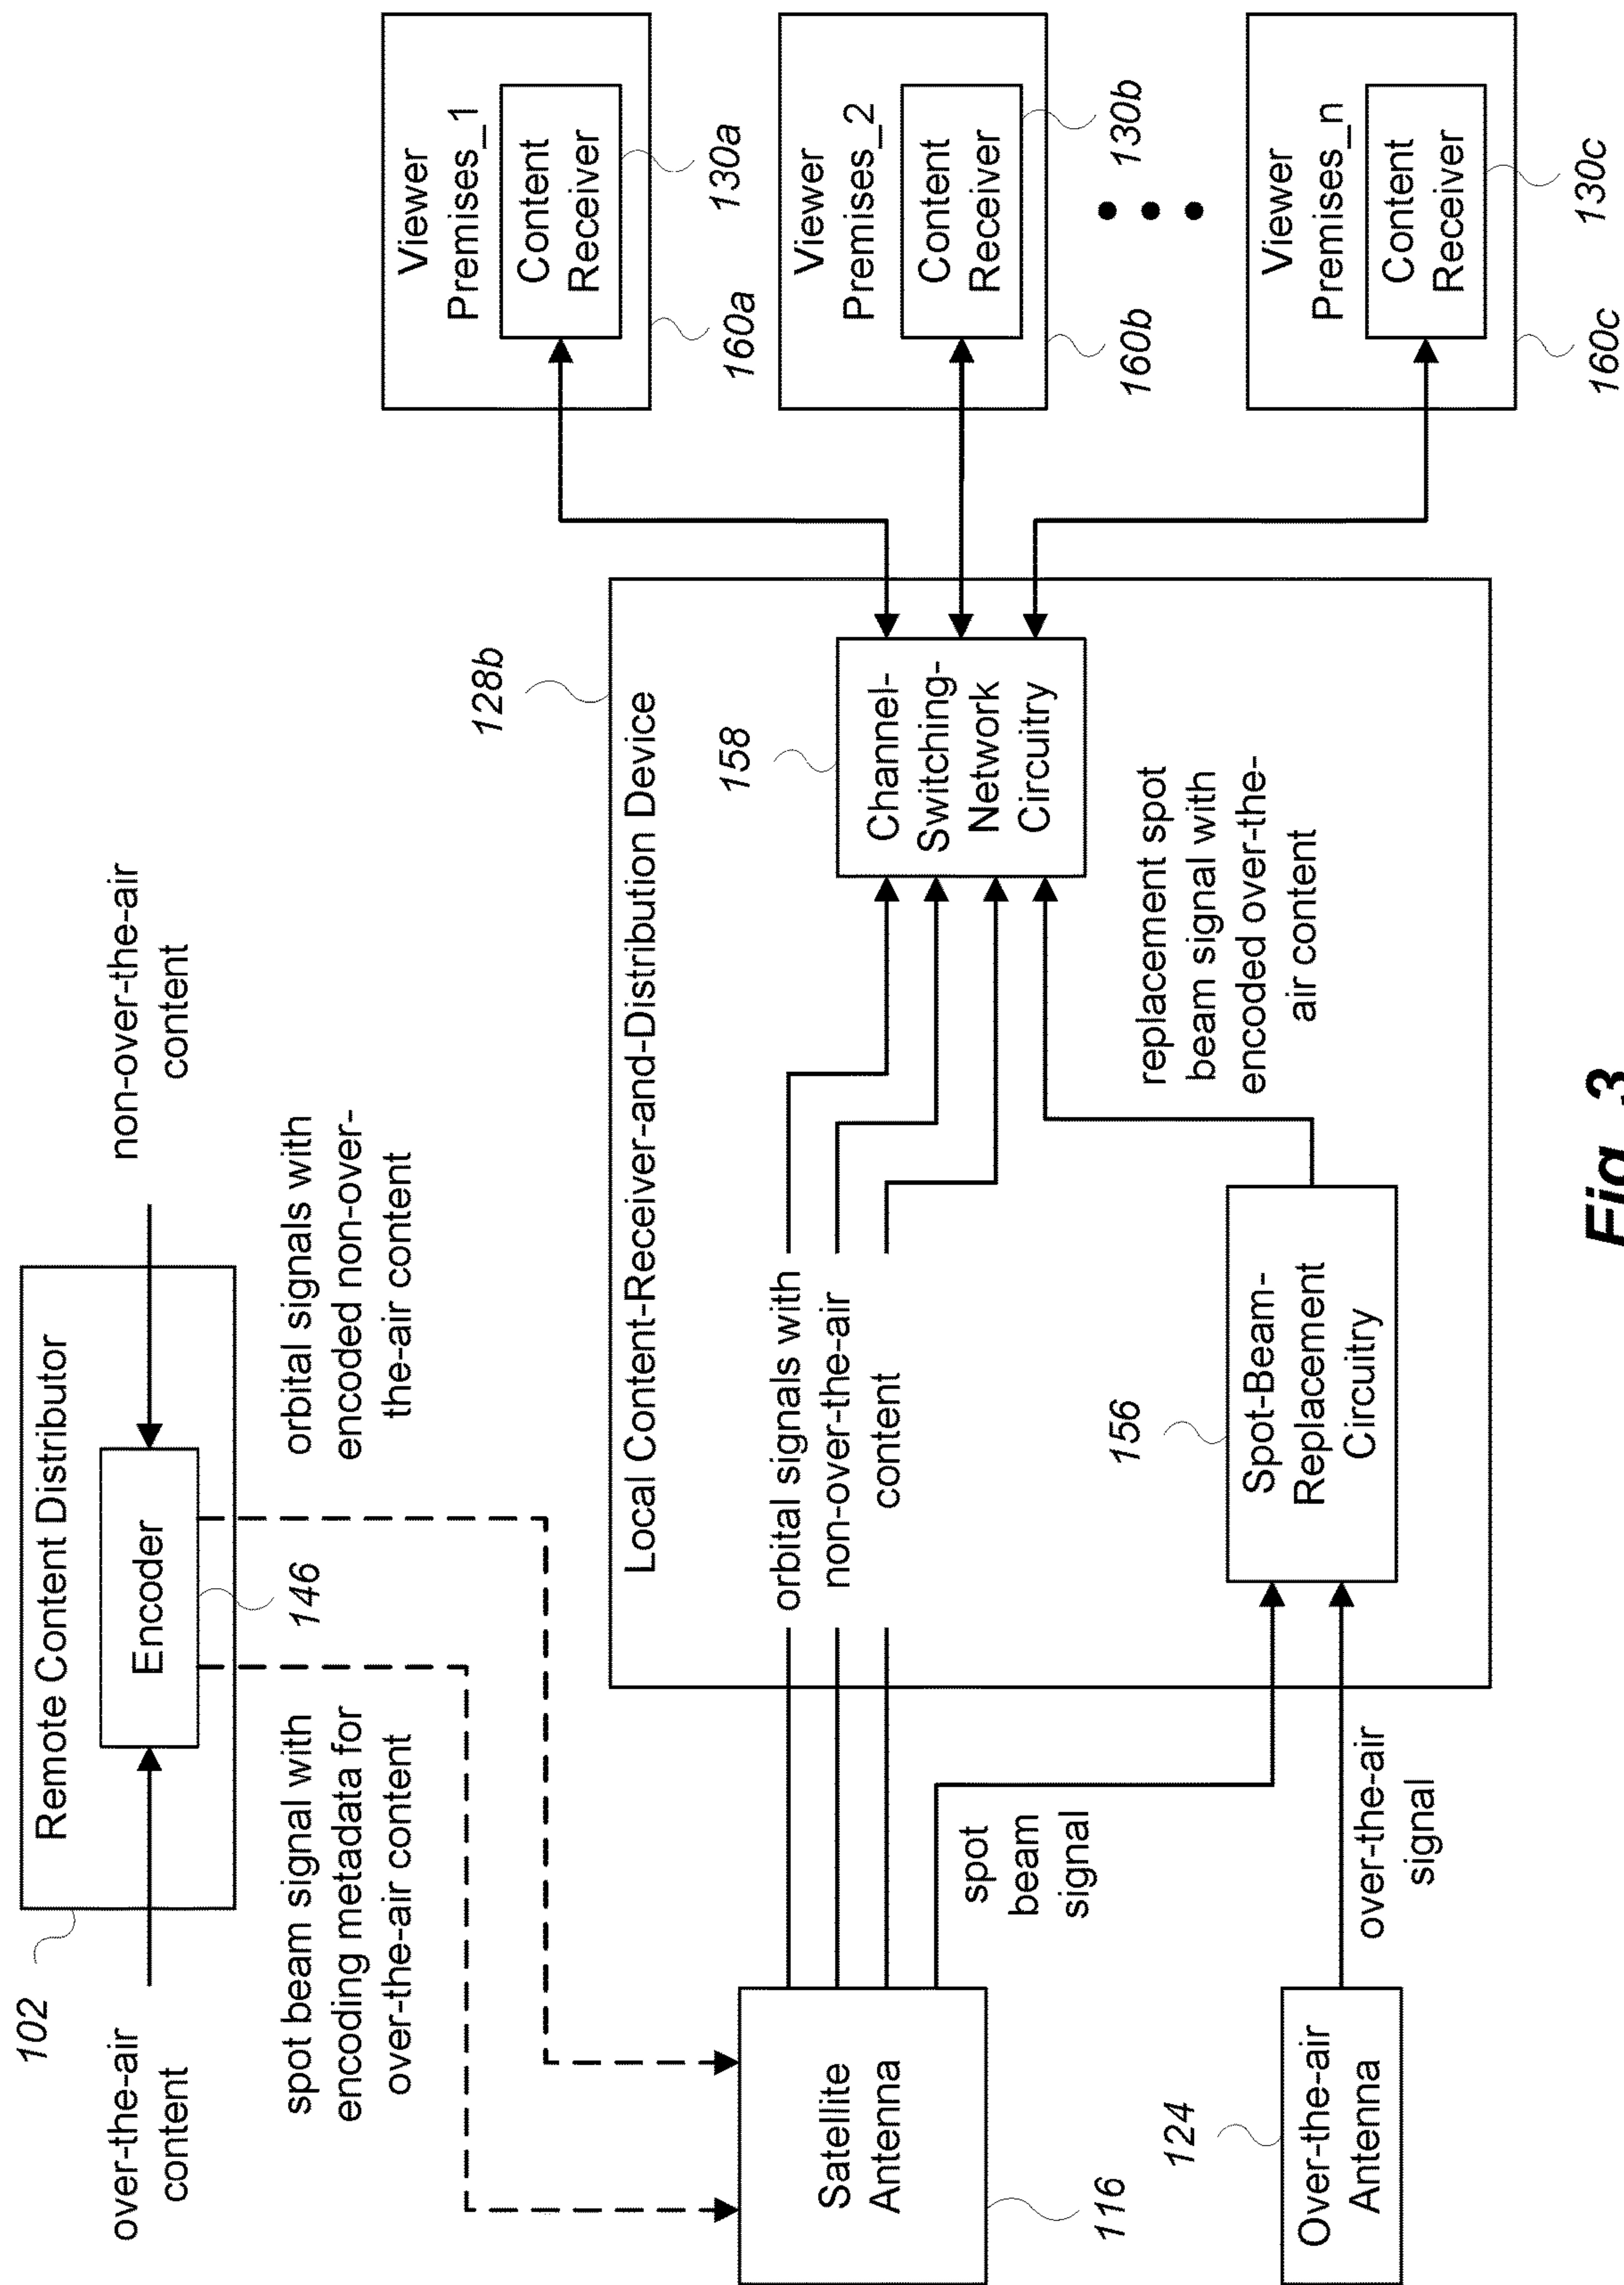 102
Remote Content Distributor
over-the-air
content
Encoder
146
non-over-the-air
content
spot beam signal with
encoding metadata for
over-the-air content
orbital signals with
encoded non-over-
the-air content
Satellite
Antenna
116
Over-the-air
Antenna
124
spot
beam
signal
over-the-air
signal
128b
Local Content-Receiver-and-Distribution Device
orbital signals with
non-over-the-air
content
156
Spot-Beam-
Replacement
Circuitry
replacement spot
beam signal with
encoded over-the-
air content
158
Channel-
Switching-
Network
Circuitry
Viewer
Premises_1
Content
Receiver
160a
130a
Viewer
Premises_2
Content
Receiver
160b
130b
Viewer
Premises_n
Content
Receiver
160c
130c
Fig. 3